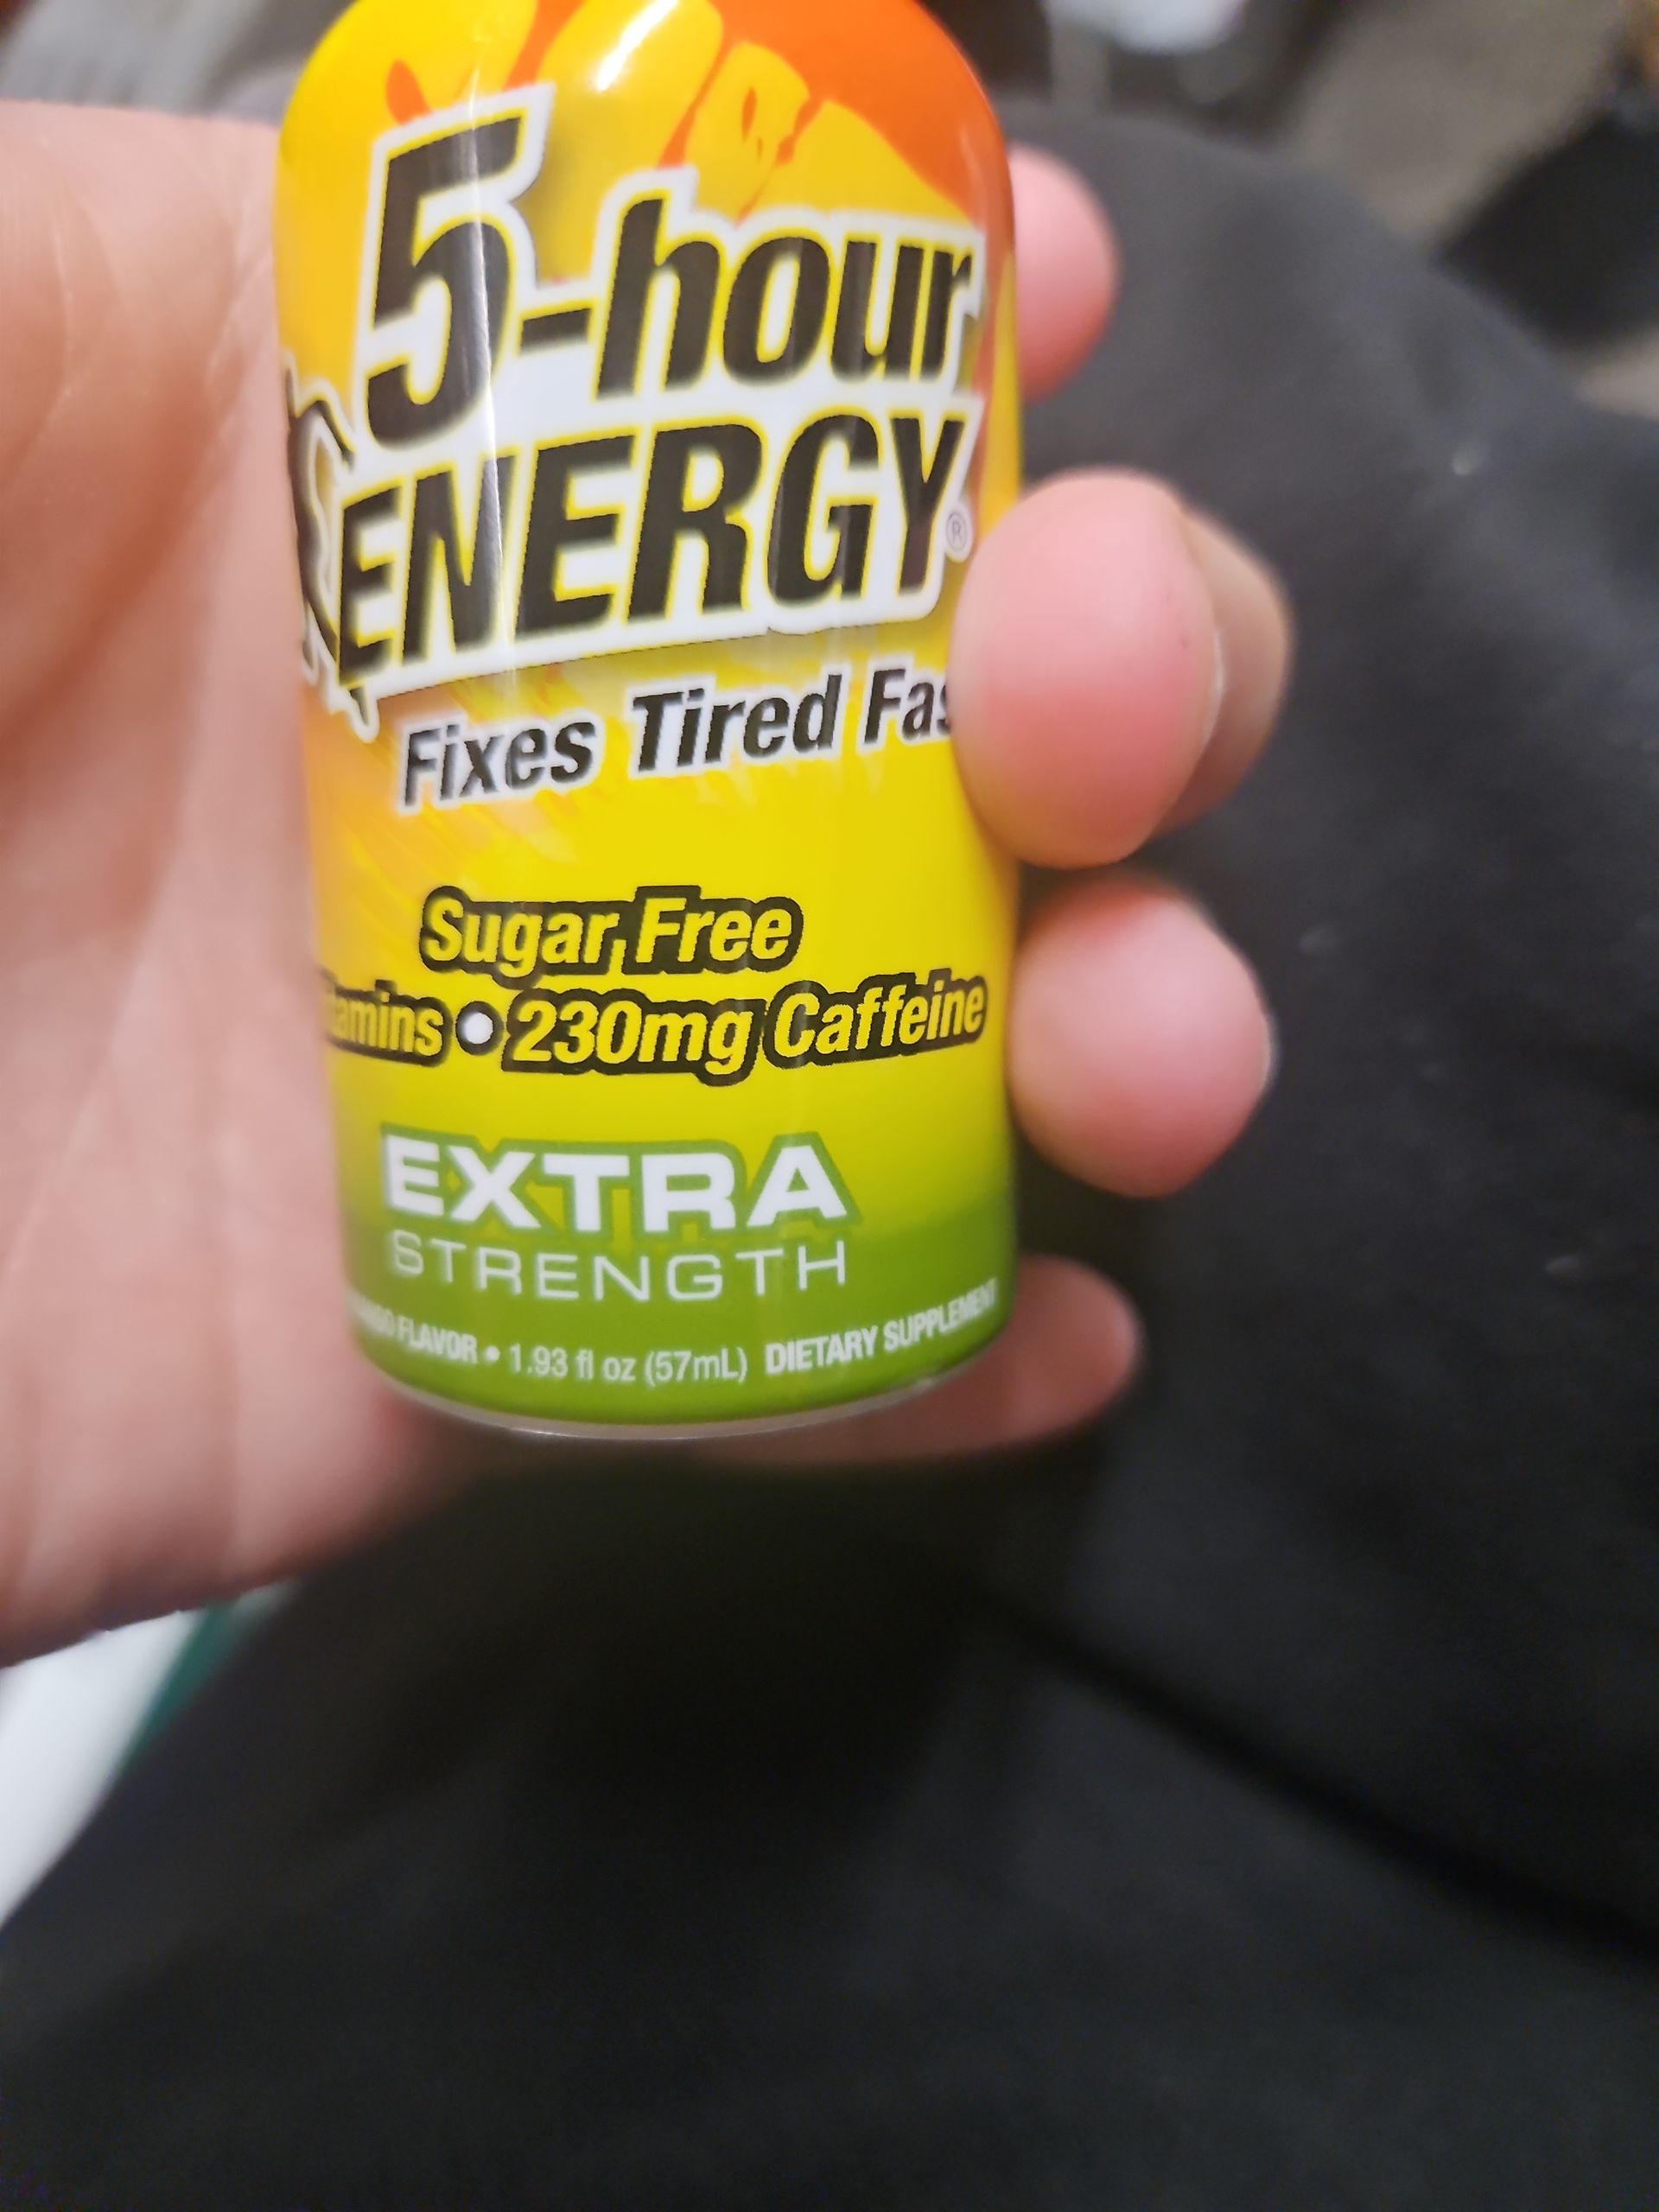 5-hour
ENERGY®
Fixes Tired Fas
Sugar Free
tamins • 230mg Caffeine
EXTRA
STRENGTH
FLAVOR • 1.93 fl oz (57mL) DIETARY SUPPLEMENT